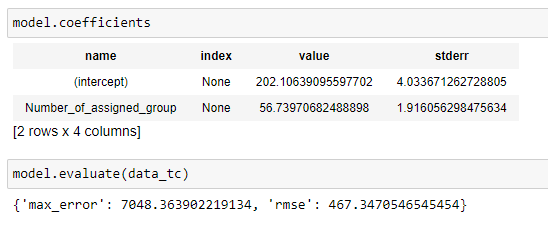 model.coefficients
name index value stderr
(intercept) None 202.10639095597702 4.033671262728805
Number_of_assigned_group None 56.73970682488898 1.916056298475634
[2 rows x 4 columns]
model.evaluate(data_tc)
{'max_error': 7048.363902219134, 'rmse': 467.3470546545454}